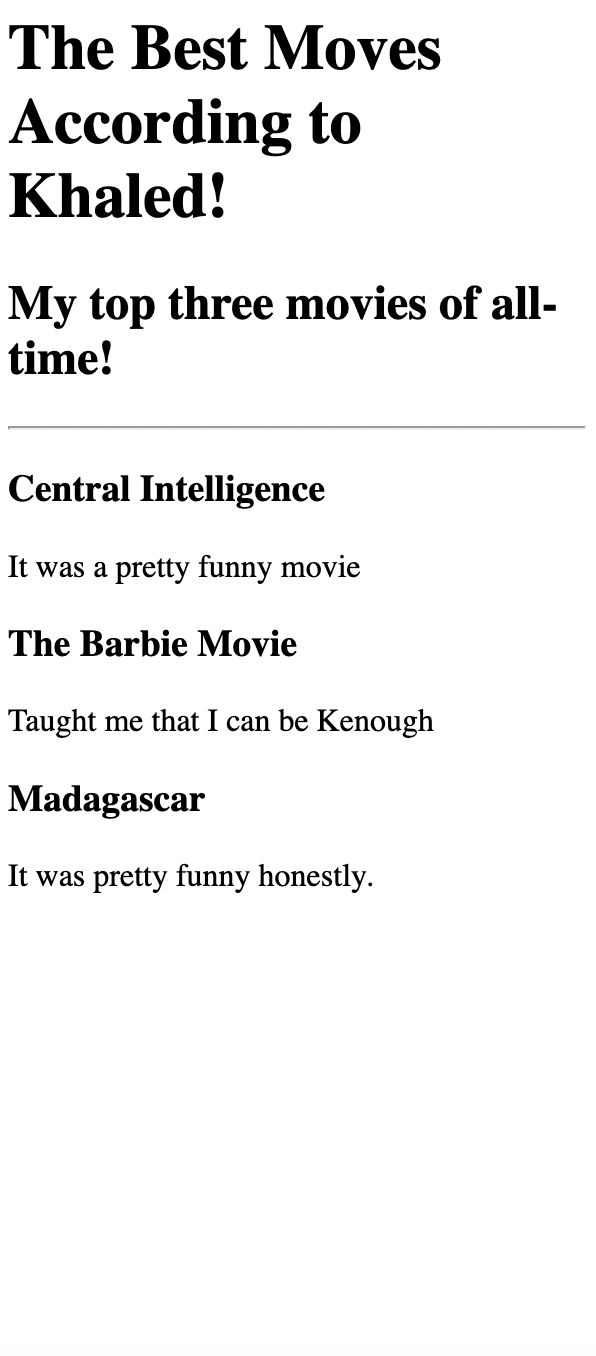 The Best Moves
According to
Khaled!
My top three movies of all-
time!
Central Intelligence
It was a pretty funny movie
The Barbie Movie
Taught me that I can be Kenough
Madagascar
It was pretty funny honestly.